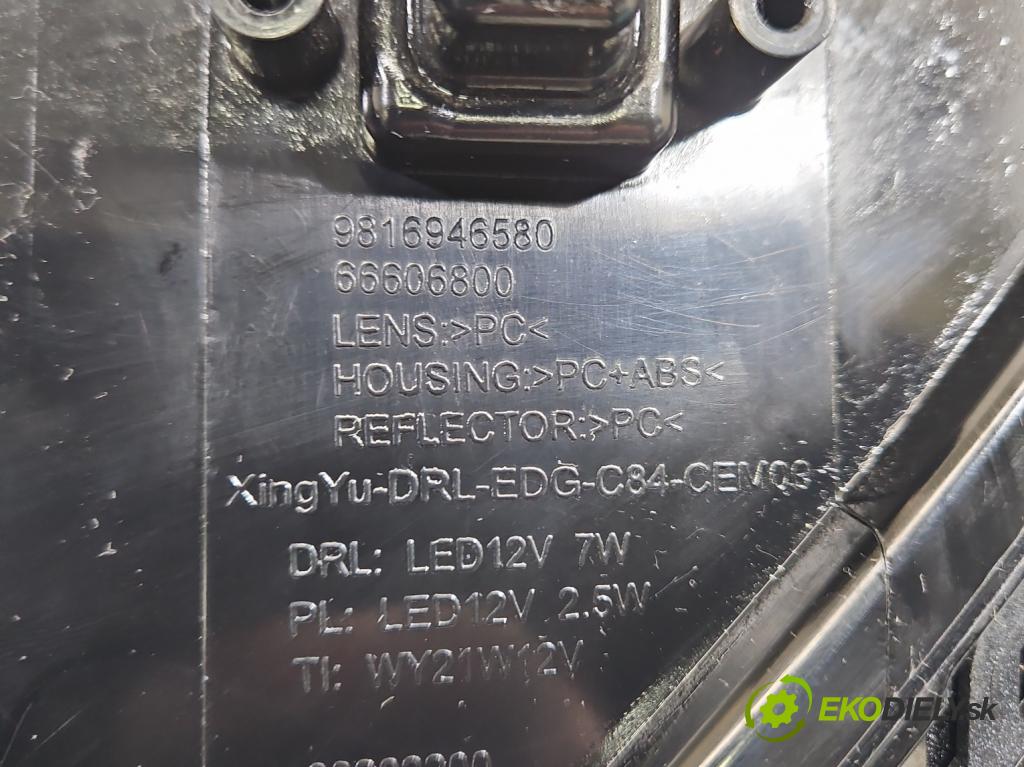 9816946580
66606800
LENS:>PC<
HOUSING:>PC+ABS<
REFLECTOR:>PC<
XingYu-DRL-EDG-C84-CEM03
DRL: LED12V 7W
PL: LED12V 2.5W
TI: WY21W12V
EKODIELY.sk